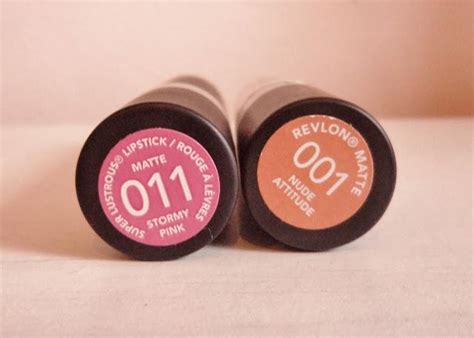 SUPER LUSTROUS® LIPSTICK / ROUGE À LÈVRES
MATTE
011
STORMY
PINK
REVLON® MATTE
001
NUDE
ATTITUDE